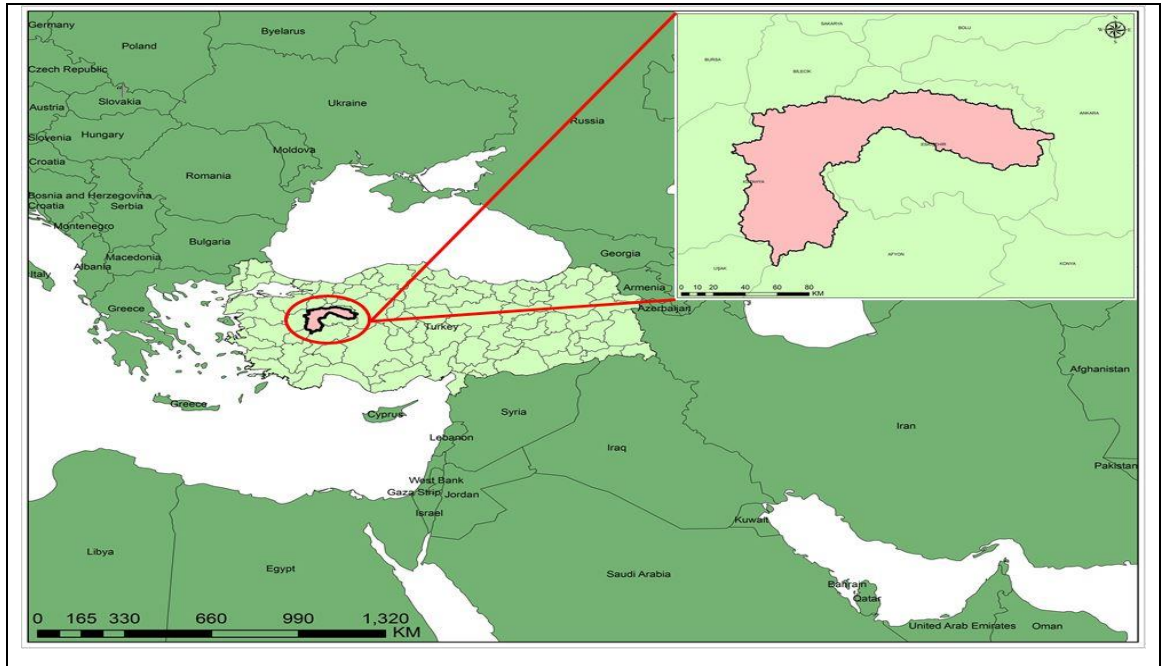 Germany
Poland
Byelarus
Czech Republic
Slovakia
Ukraine
Austria
Russia
Slovenia
Hungary
Moldova
Croatia
Romania
Bosnia and Herzegovina
Croatia
Serbia
Montenegro
Bulgaria
Italy
Albania
Macedonia
Georgia
Armenia
Azerbaijan
Greece
Turkey
Afghanistan
Greece
Cyprus
Syria
Lebanon
Iraq
Iran
Pakistan
West Bank
Gaza Strip
Jordan
Israel
Kuwait
Libya
Egypt
Saudi Arabia
Bahrain
Qatar
United Arab Emirates
Oman
0 165 330 660 990 1,320
KM
SAKARYA
BOLU
N
W
E
S
BURSA
BILECIK
ANKARA
UŞAK
AFYON
KONYA
0 10 20 40 60 80
KM